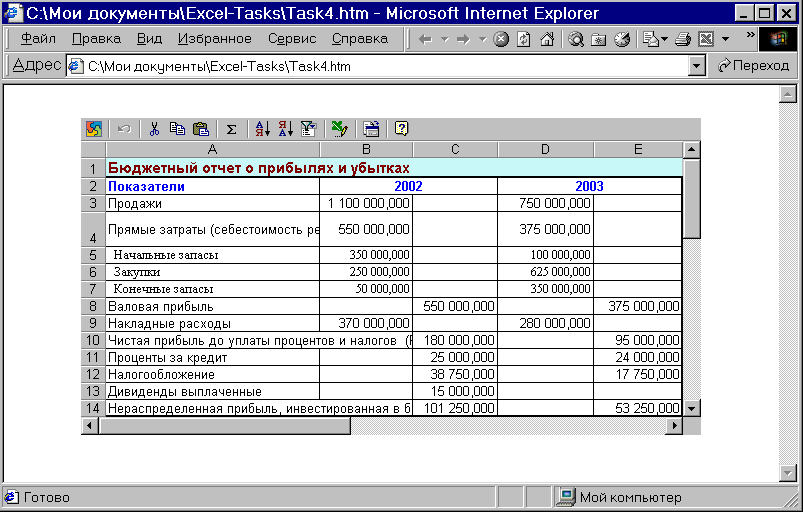 C:\Мои документы\Excel-Tasks\Task4.htm - Microsoft Internet Explorer
Файл Правка Вид Избранное Сервис Справка
Адрес C:\Мои документы\Excel-Tasks\Task4.htm Переход
A B C D E
1 Бюджетный отчет о прибылях и убытках
2 Показатели 2002 2003
3 Продажи 1 100 000,000 750 000,000
4 Прямые затраты (себестоимость ре 550 000,000 375 000,000
5 Начальные запасы 350 000,000 100 000,000
6 Закупки 250 000,000 625 000,000
7 Конечные запасы 50 000,000 350 000,000
8 Валовая прибыль 550 000,000 375 000,000
9 Накладные расходы 370 000,000 280 000,000
10 Чистая прибыль до уплаты процентов и налогов 180 000,000 95 000,000
11 Проценты за кредит 25 000,000 24 000,000
12 Налогообложение 38 750,000 17 750,000
13 Дивиденды выплаченные 15 000,000
14 Нераспределенная прибыль, инвестированная в б 101 250,000 53 250,000
Готово Мой компьютер